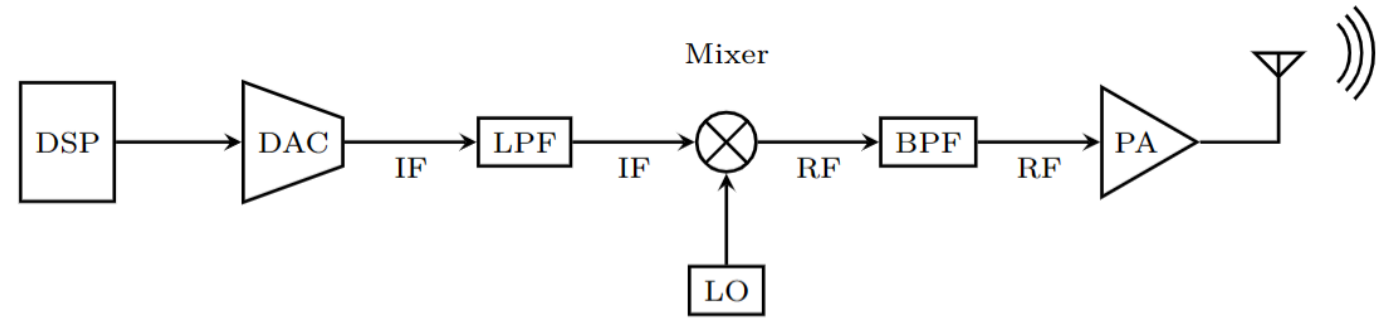 Mixer
DSP
DAC
IF
LPF
IF
RF
BPF
RF
PA
LO